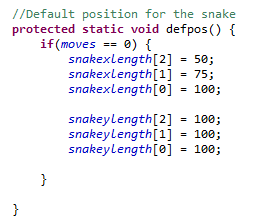 //Default position for the snake
protected static void defpos() {
    if(moves == 0) {
        snakexlength[2] = 50;
        snakexlength[1] = 75;
        snakexlength[0] = 100;

        snakeylength[2] = 100;
        snakeylength[1] = 100;
        snakeylength[0] = 100;

    }

}